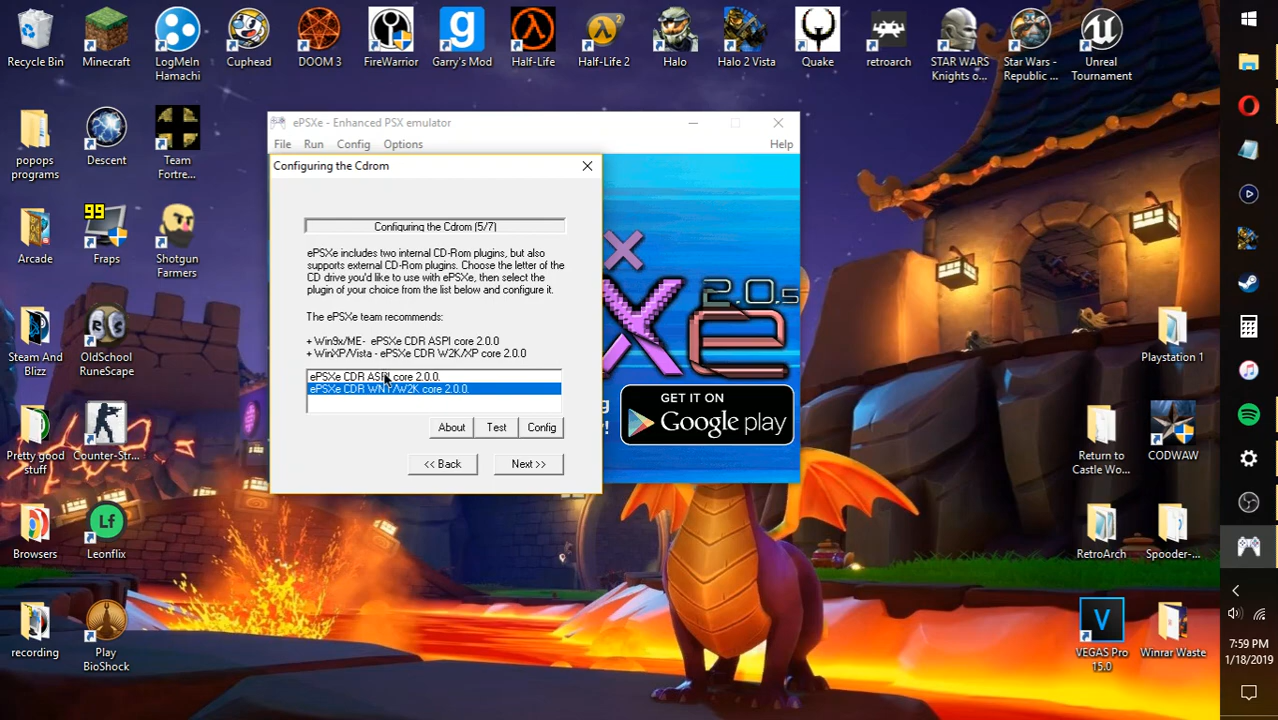 Recycle Bin
Minecraft
LogMeIn
Hamachi
Cuphead
DOOM 3
FireWarrior
Garry's Mod
Half-Life
Half-Life 2
Halo
Halo 2 Vista
Quake
retroarch
STAR WARS
Knights o...
Star Wars -
Republic ...
Unreal
Tournament
popops
programs
Descent
Team
Fortre...
Arcade
99
Fraps
Shotgun
Farmers
Steam And
Blizz
OldSchool
RuneScape
Pretty good
stuff
Counter-Str...
Browsers
Lf
Leonflix
recording
Play
BioShock
ePSXe - Enhanced PSX emulator
File Run Config Options Help
Configuring the Cdrom
Configuring the Cdrom (5/7)
ePSXe includes two internal CD-Rom plugins, but also
supports external CD-Rom plugins. Choose the letter of the
CD drive you'd like to use with ePSXe, then select the
plugin of your choice from the list below and configure it.
The ePSXe team recommends:
+ Win9x/ME- ePSXe CDR ASPI core 2.0.0
+ WinXP/Vista - ePSXe CDR W2K/XP core 2.0.0
ePSXe CDR ASPI core 2.0.0.
ePSXe CDR WNT/W2K core 2.0.0.
About Test Config
<< Back Next >>
2.0.5
xe
GET IT ON
Google play
Playstation 1
Return to
Castle Wo...
CODWAW
RetroArch
Spooder-...
V
VEGAS Pro
15.0
Winrar Waste
7:59 PM
1/18/2019